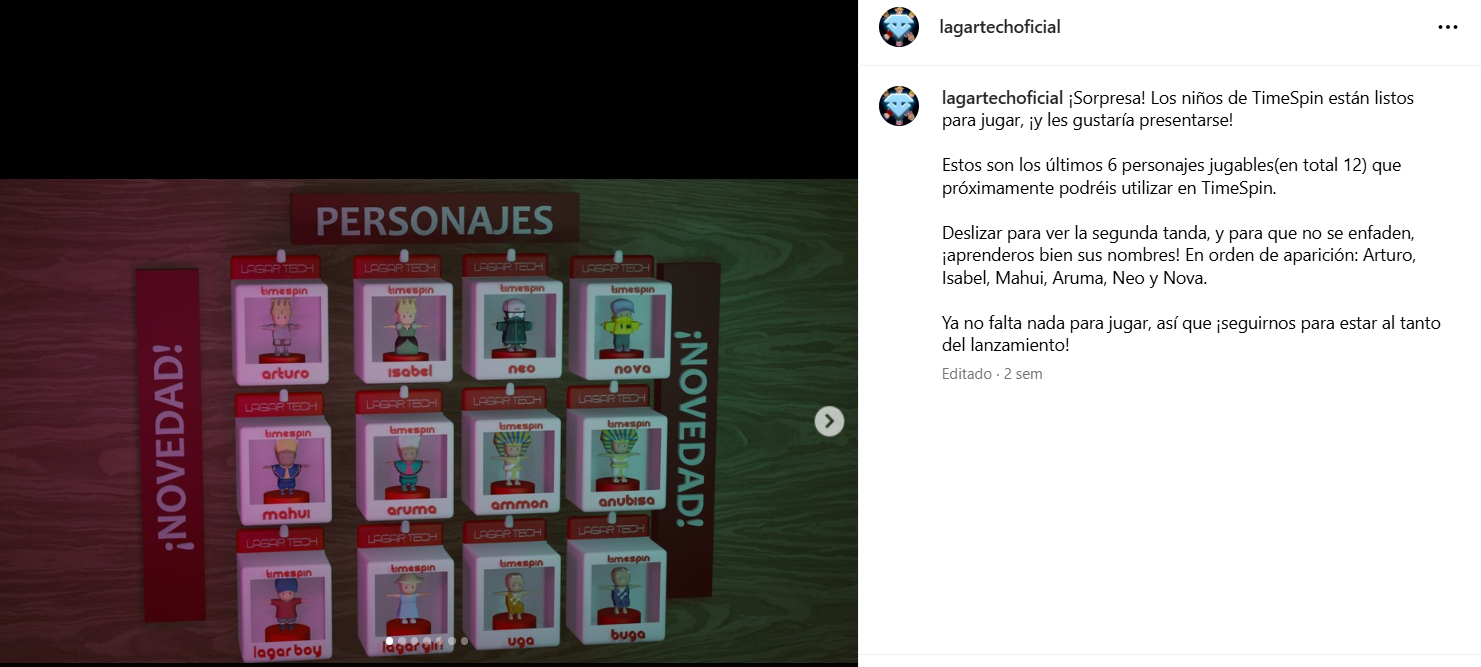 PERSONAJES
¡NOVEDAD!
¡NOVEDAD!
LAGAR TECH
timespin
arturo
LAGAR TECH
timespin
isabel
LAGAR TECH
timespin
neo
LAGAR TECH
timespin
nova
LAGAR TECH
timespin
mahui
LAGAR TECH
timespin
aruma
LAGAR TECH
timespin
ammon
LAGAR TECH
timespin
anubisa
LAGAR TECH
timespin
lagar boy
LAGAR TECH
timespin
lagar girl
LAGAR TECH
timespin
uga
LAGAR TECH
timespin
buga
lagartechoficial
lagartechoficial ¡Sorpresa! Los niños de TimeSpin están listos
para jugar, ¡y les gustaría presentarse!
Estos son los últimos 6 personajes jugables(en total 12) que
próximamente podréis utilizar en TimeSpin.
Deslizar para ver la segunda tanda, y para que no se enfaden,
¡aprenderos bien sus nombres! En orden de aparición: Arturo,
Isabel, Mahui, Aruma, Neo y Nova.
Ya no falta nada para jugar, así que ¡seguirnos para estar al tanto
del lanzamiento!
Editado · 2 sem